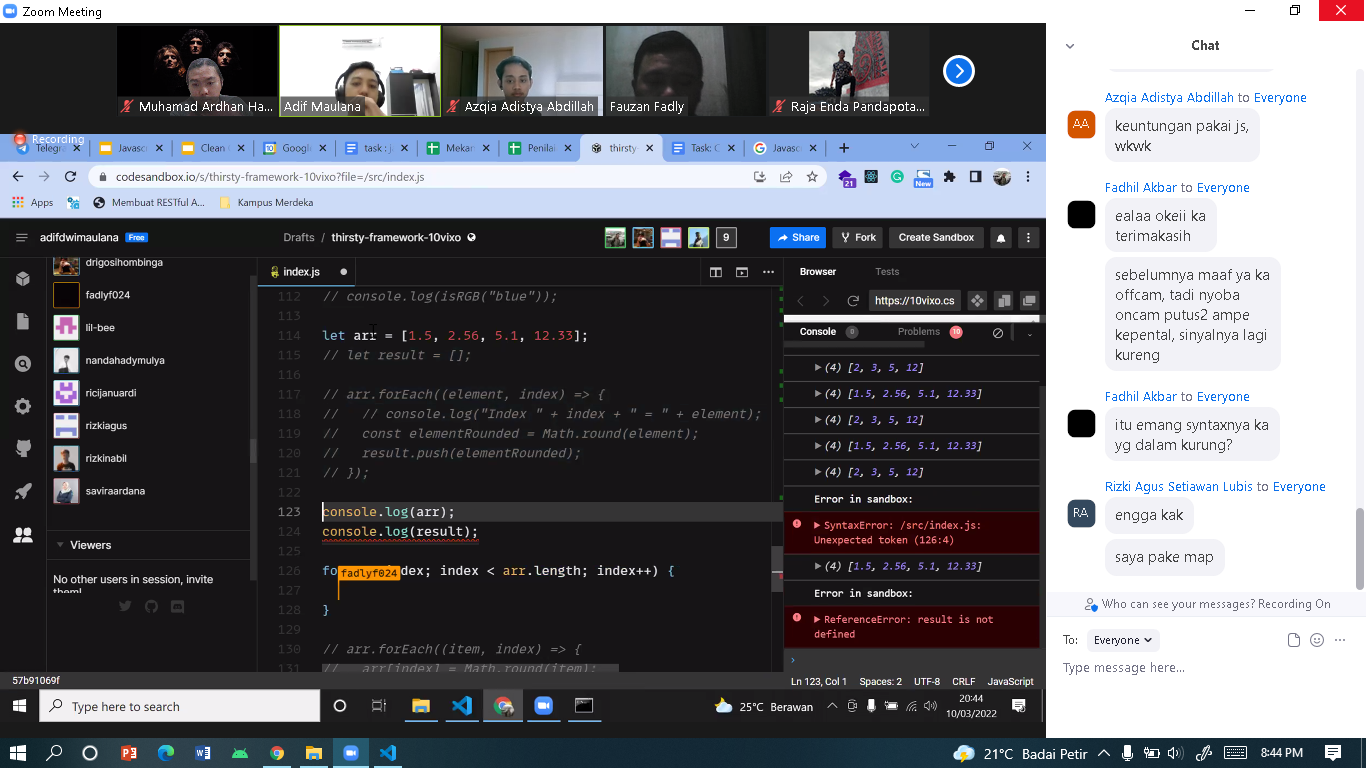 Zoom Meeting
Muhamad Ardhan Ha...
Adif Maulana
Azqia Adistya Abdillah
Fauzan Fadly
Raja Enda Pandapota...
Recording
Telegra
Javasc
Clean
Google
task : j
Mekan
Penilai
thirsty-
Task: C
Javasc
codesandbox.io/s/thirsty-framework-10vixo?file=/src/index.js
21
New
Apps
Membuat RESTful A...
Kampus Merdeka
adifdwimaulana Free
Drafts / thirsty-framework-10vixo
9
Share
Fork
Create Sandbox
drigosihombinga
fadlyf024
lil-bee
nandahadymulya
ricijanuardi
rizkiagus
rizkinabil
saviraardana
Viewers
No other users in session, invite
them!
index.js
112 // console.log(isRGB("blue"));
113
114 let arr = [1.5, 2.56, 5.1, 12.33];
115 // let result = [];
116
117 // arr.forEach((element, index) => {
118 //   // console.log("Index " + index + " = " + element);
119 //   const elementRounded = Math.round(element);
120 //   result.push(elementRounded);
121 // });
122
123 console.log(arr);
124 console.log(result);
125
126 fo fadlyf024 dex; index < arr.length; index++) {
127
128 }
129
130 // arr.forEach((item, index) => {
131 //   arr[index] = Math.round(item);
Browser
Tests
https://10vixo.cs
Console 0
Problems 10
(4) [2, 3, 5, 12]
(4) [1.5, 2.56, 5.1, 12.33]
(4) [2, 3, 5, 12]
(4) [1.5, 2.56, 5.1, 12.33]
(4) [2, 3, 5, 12]
Error in sandbox:
SyntaxError: /src/index.js:
Unexpected token (126:4)
(4) [1.5, 2.56, 5.1, 12.33]
Error in sandbox:
ReferenceError: result is not
defined
57b91069f
Ln 123, Col 1
Spaces: 2
UTF-8
CRLF
JavaScript
Type here to search
25°C Berawan
20:44
10/03/2022
Chat
Azqia Adistya Abdillah to Everyone
AA
keuntungan pakai js,
wkwk
Fadhil Akbar to Everyone
ealaa okeii ka
terimakasih
sebelumnya maaf ya ka
offcam, tadi nyoba
oncam putus2 ampe
kepental, sinyalnya lagi
kureng
Fadhil Akbar to Everyone
itu emang syntaxnya ka
yg dalam kurung?
Rizki Agus Setiawan Lubis to Everyone
RA
engga kak
saya pake map
Who can see your messages? Recording On
To: Everyone
Type message here...
21°C Badai Petir
8:44 PM